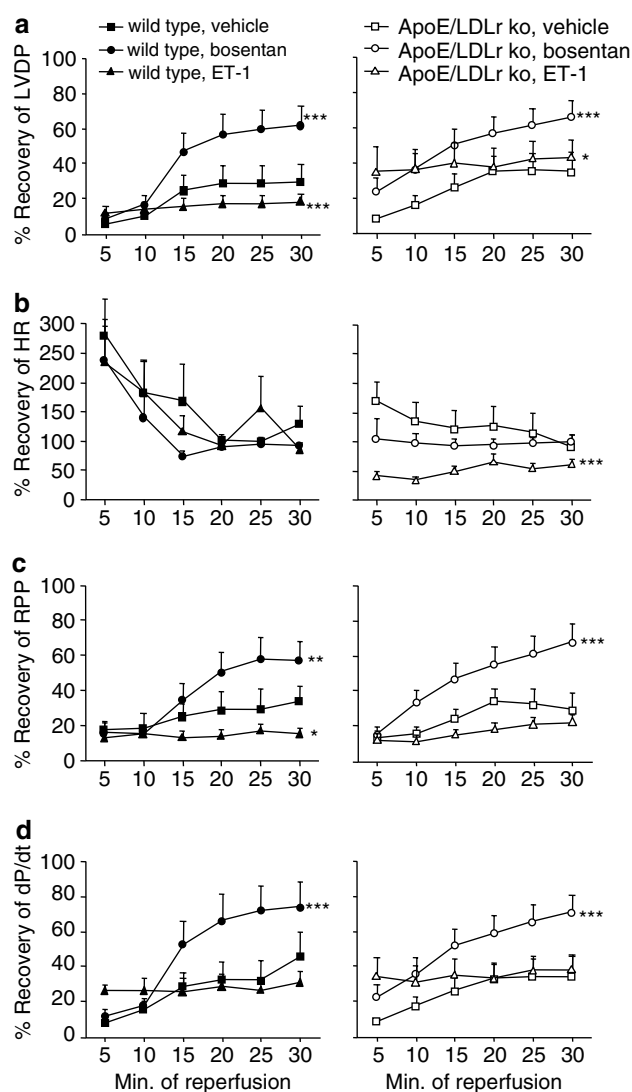 a
wild type, vehicle
wild type, bosentan
wild type, ET-1
ApoE/LDLr ko, vehicle
ApoE/LDLr ko, bosentan
ApoE/LDLr ko, ET-1
% Recovery of LVDP
100
80
60
40
20
0
***
***
5 10 15 20 25 30
***
*
5 10 15 20 25 30
b
% Recovery of HR
300
250
200
150
100
50
0
5 10 15 20 25 30
***
5 10 15 20 25 30
c
% Recovery of RPP
100
80
60
40
20
0
**
*
5 10 15 20 25 30
***
5 10 15 20 25 30
d
% Recovery of dP/dt
100
80
60
40
20
0
***
5 10 15 20 25 30
Min. of reperfusion
***
5 10 15 20 25 30
Min. of reperfusion